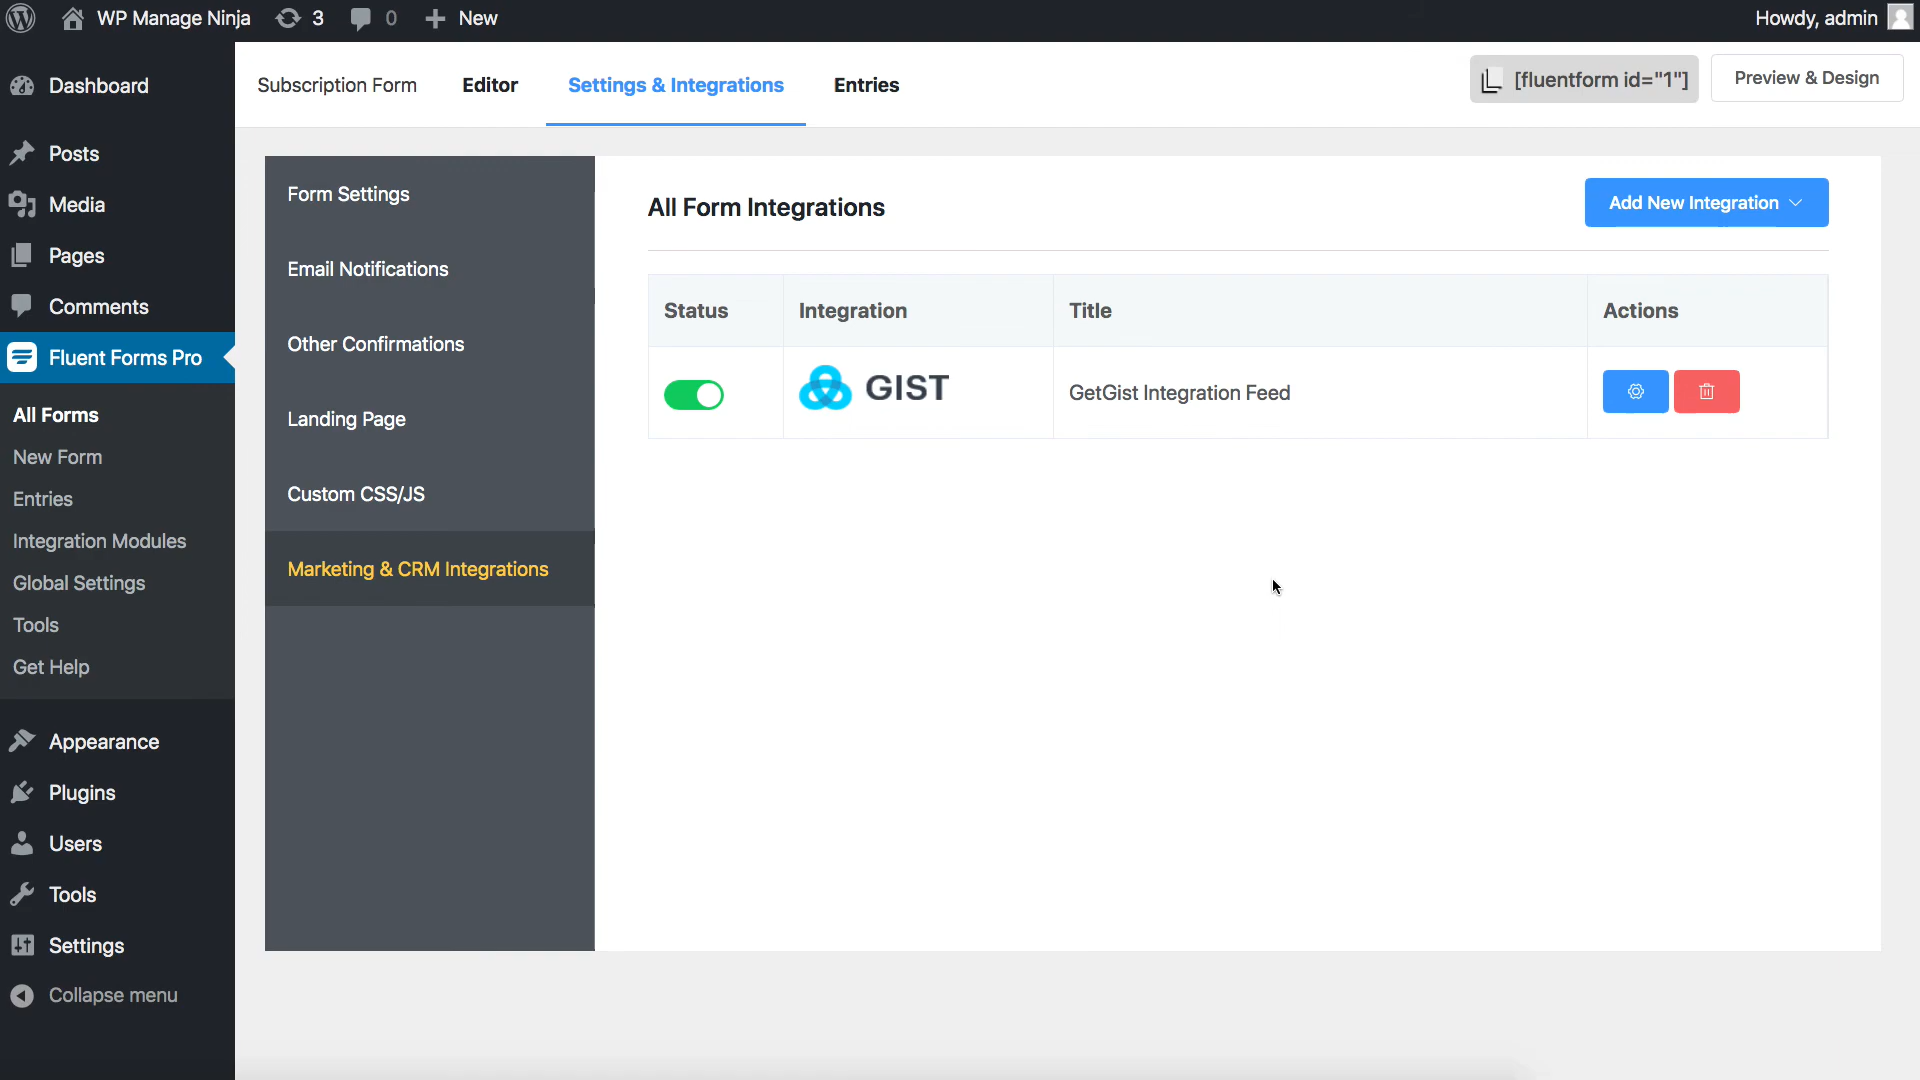 WP Manage Ninja 3 0 New Howdy, admin
Dashboard
Posts
Media
Pages
Comments
Fluent Forms Pro
All Forms
New Form
Entries
Integration Modules
Global Settings
Tools
Get Help
Appearance
Plugins
Users
Tools
Settings
Collapse menu
Subscription Form Editor Settings & Integrations Entries [fluentform id="1"] Preview & Design
Form Settings
Email Notifications
Other Confirmations
Landing Page
Custom CSS/JS
Marketing & CRM Integrations
All Form Integrations Add New Integration
Status Integration Title Actions
GIST GetGist Integration Feed